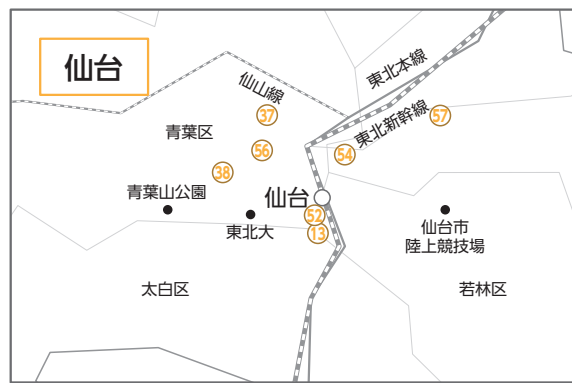 仙台
仙山線
東北本線
37
東北新幹線
57
青葉区
56
54
38
青葉山公園
仙台
52
東北大
13
仙台市
陸上競技場
太白区
若林区